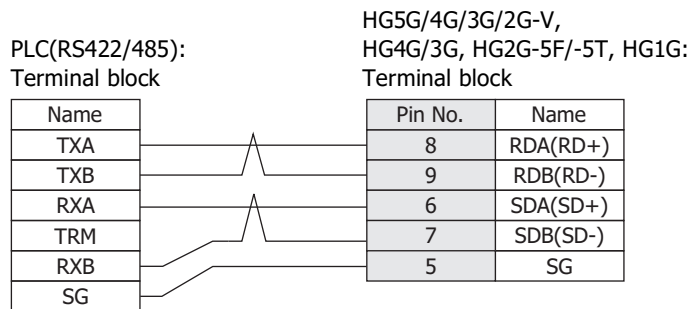 HG5G/4G/3G/2G-V,
PLC(RS422/485): HG4G/3G, HG2G-5F/-5T, HG1G:
Terminal block Terminal block
Name Pin No. Name
TXA 8 RDA(RD+)
TXB 9 RDB(RD-)
RXA 6 SDA(SD+)
TRM 7 SDB(SD-)
RXB 5 SG
SG